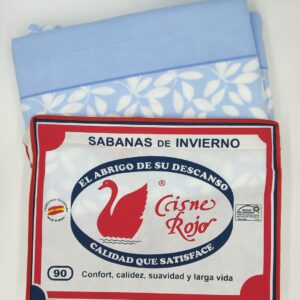 SABANAS DE INVIERNO
EL ABRIGO DE SU DESCANSO
Cisne
Rojo
®
CALIDAD QUE SATISFACE
90
Confort, calidez, suavidad y larga vida